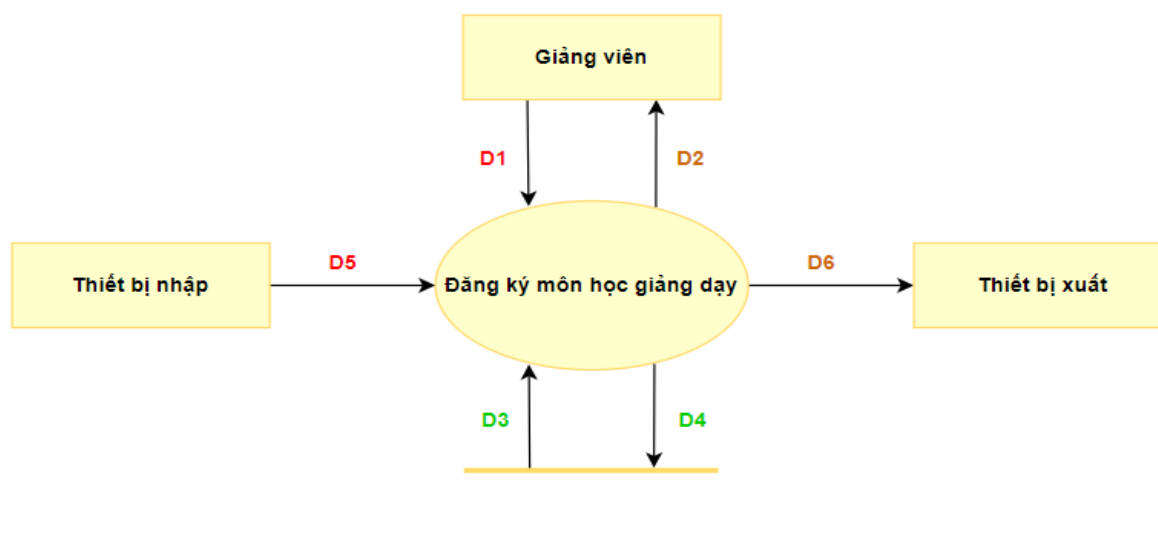 Giảng viên
D1
D2
Thiết bị nhập
D5
Đăng ký môn học giảng dạy
D6
Thiết bị xuất
D3
D4